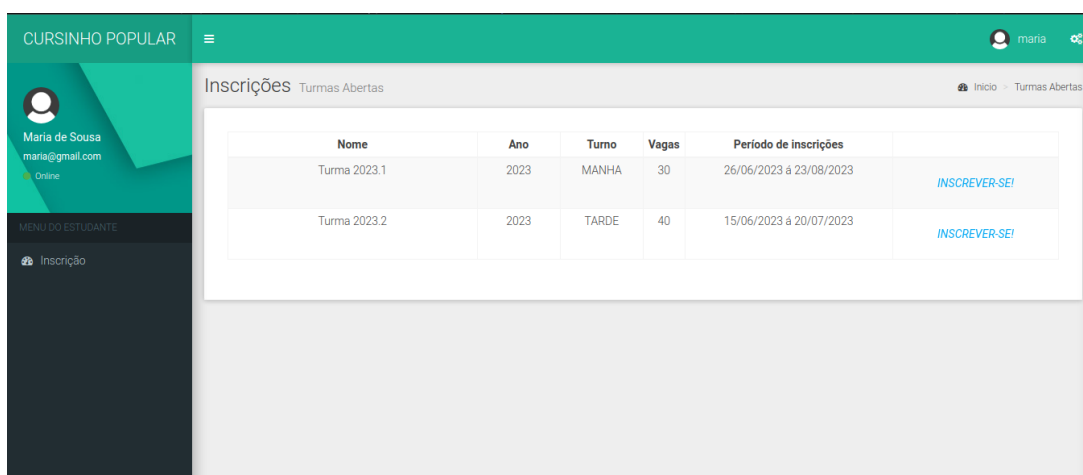 CURSINHO POPULAR
maria
Maria de Sousa
maria@gmail.com
Online
MENU DO ESTUDANTE
Inscrição
Inscrições Turmas Abertas
Inicio > Turmas Abertas
Nome Ano Turno Vagas Período de inscrições
Turma 2023.1 2023 MANHA 30 26/06/2023 á 23/08/2023 INSCREVER-SE!
Turma 2023.2 2023 TARDE 40 15/06/2023 á 20/07/2023 INSCREVER-SE!